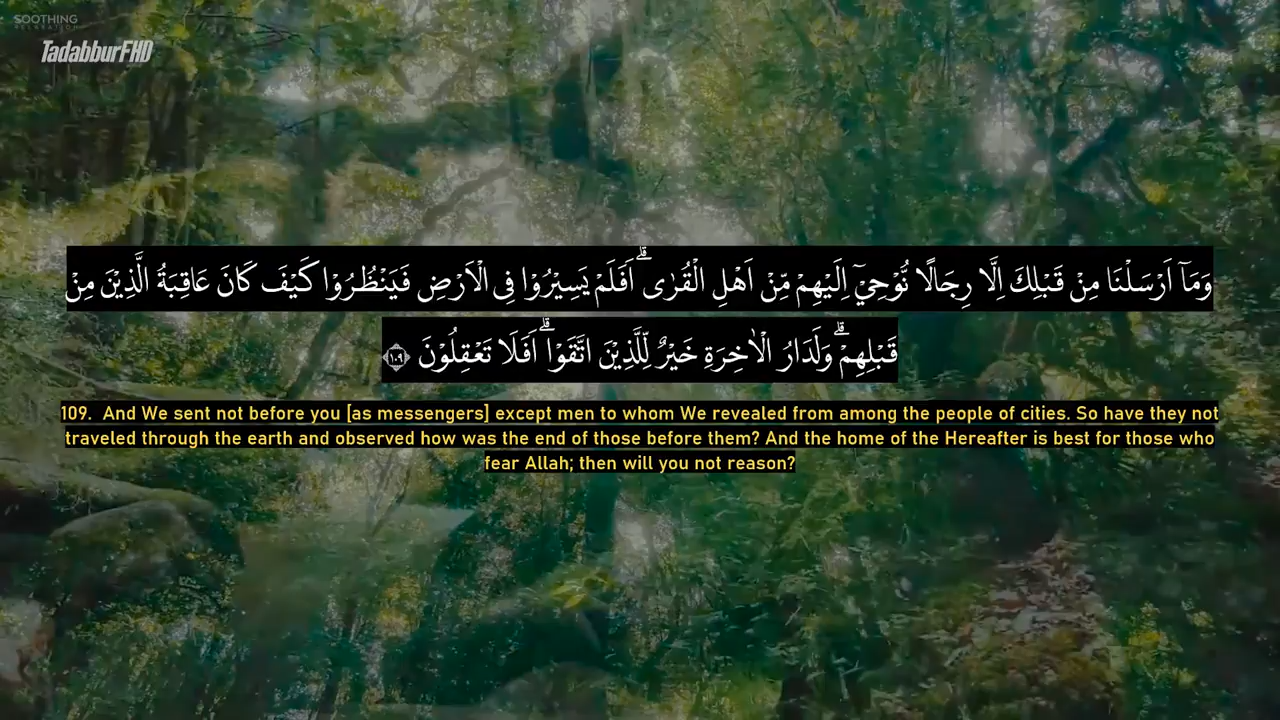 SOOTHING
RELAXATION
TadabburFHD
وَمَآ اَرْسَلْنَا مِنْ قَبْلِكَ اِلَّا رِجَالًا نُّوْحِيْٓ اِلَيْهِمْ مِّنْ اَهْلِ الْقُرٰى ۗ اَفَلَمْ يَسِيْرُوْا فِى الْاَرْضِ فَيَنْظُرُوْا كَيْفَ كَانَ عَاقِبَةُ الَّذِيْنَ مِنْ
قَبْلِهِمْ ۗ وَلَدَارُ الْاٰخِرَةِ خَيْرٌ لِّلَّذِيْنَ اتَّقَوْا ۗ اَفَلَا تَعْقِلُوْنَ ١٠٩
109. And We sent not before you [as messengers] except men to whom We revealed from among the people of cities. So have they not
traveled through the earth and observed how was the end of those before them? And the home of the Hereafter is best for those who
fear Allah; then will you not reason?